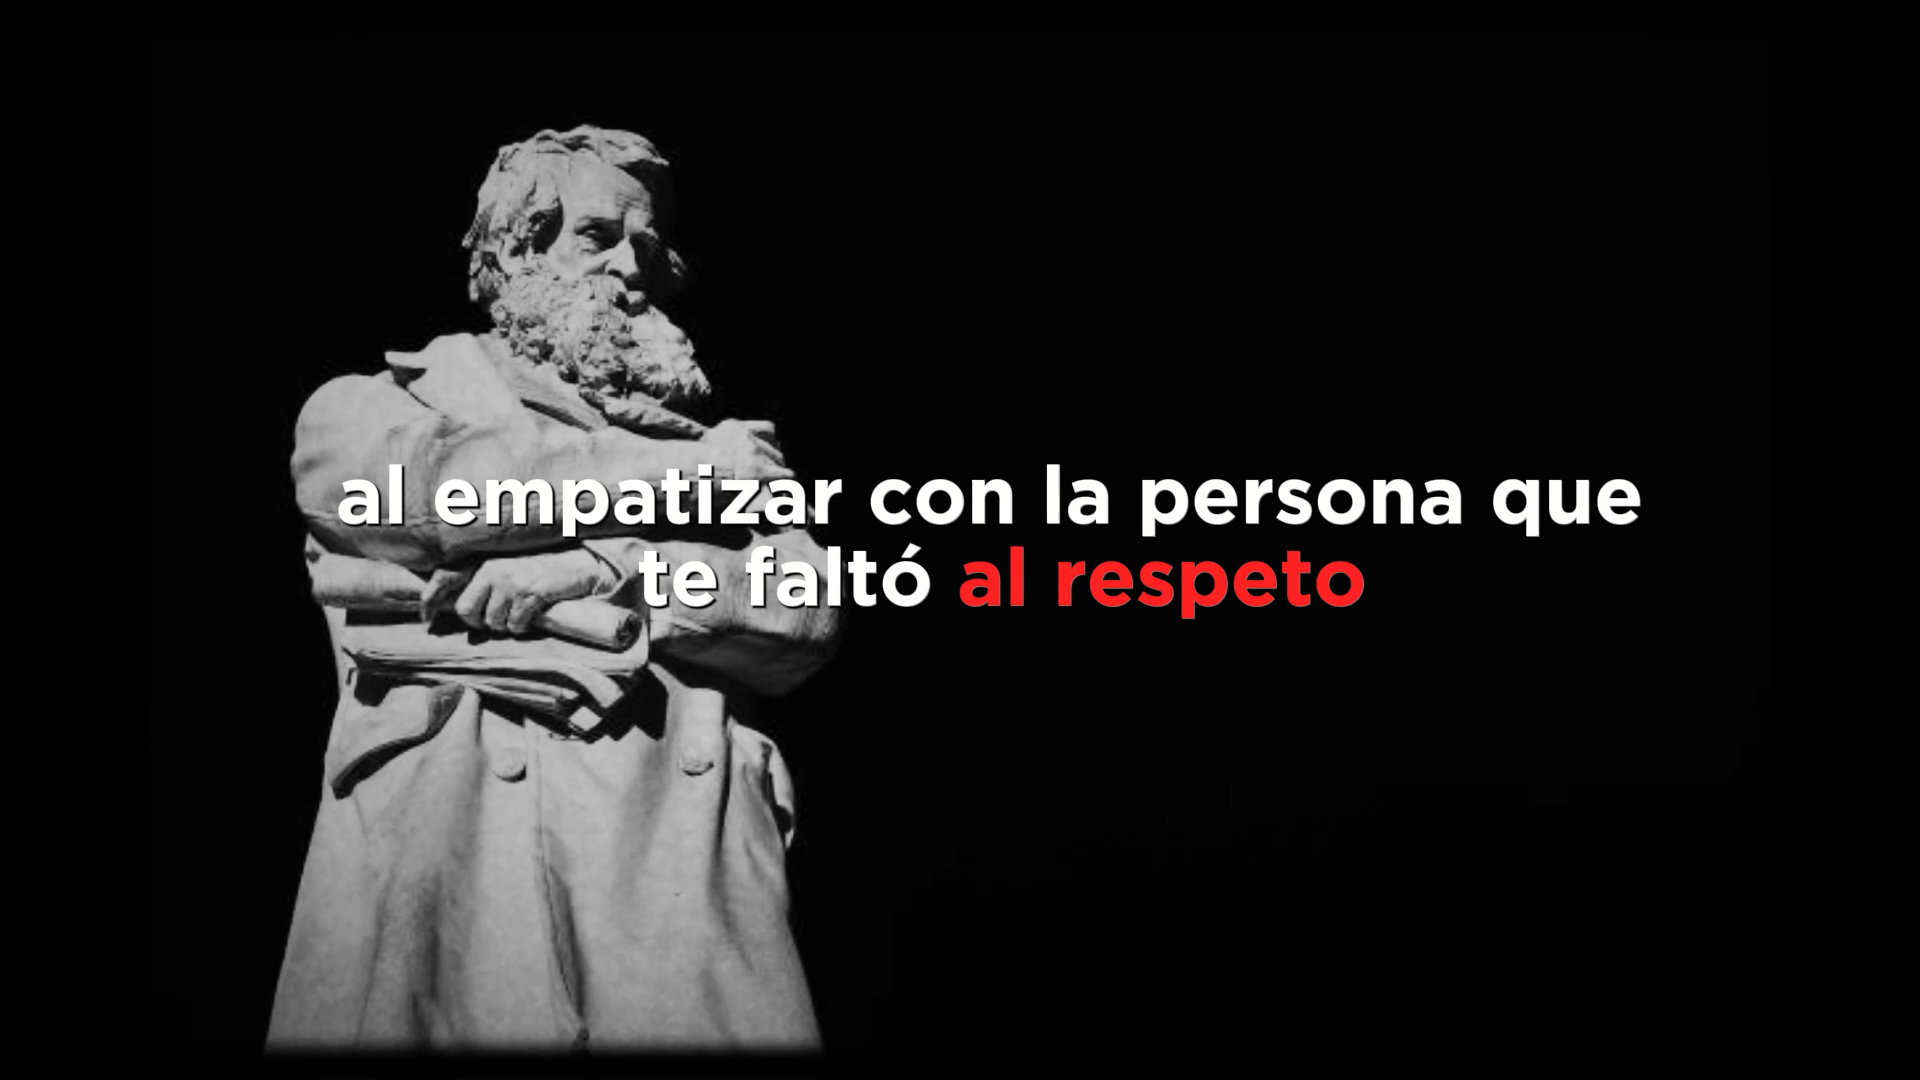 al empatizar con la persona que
te faltó al respeto